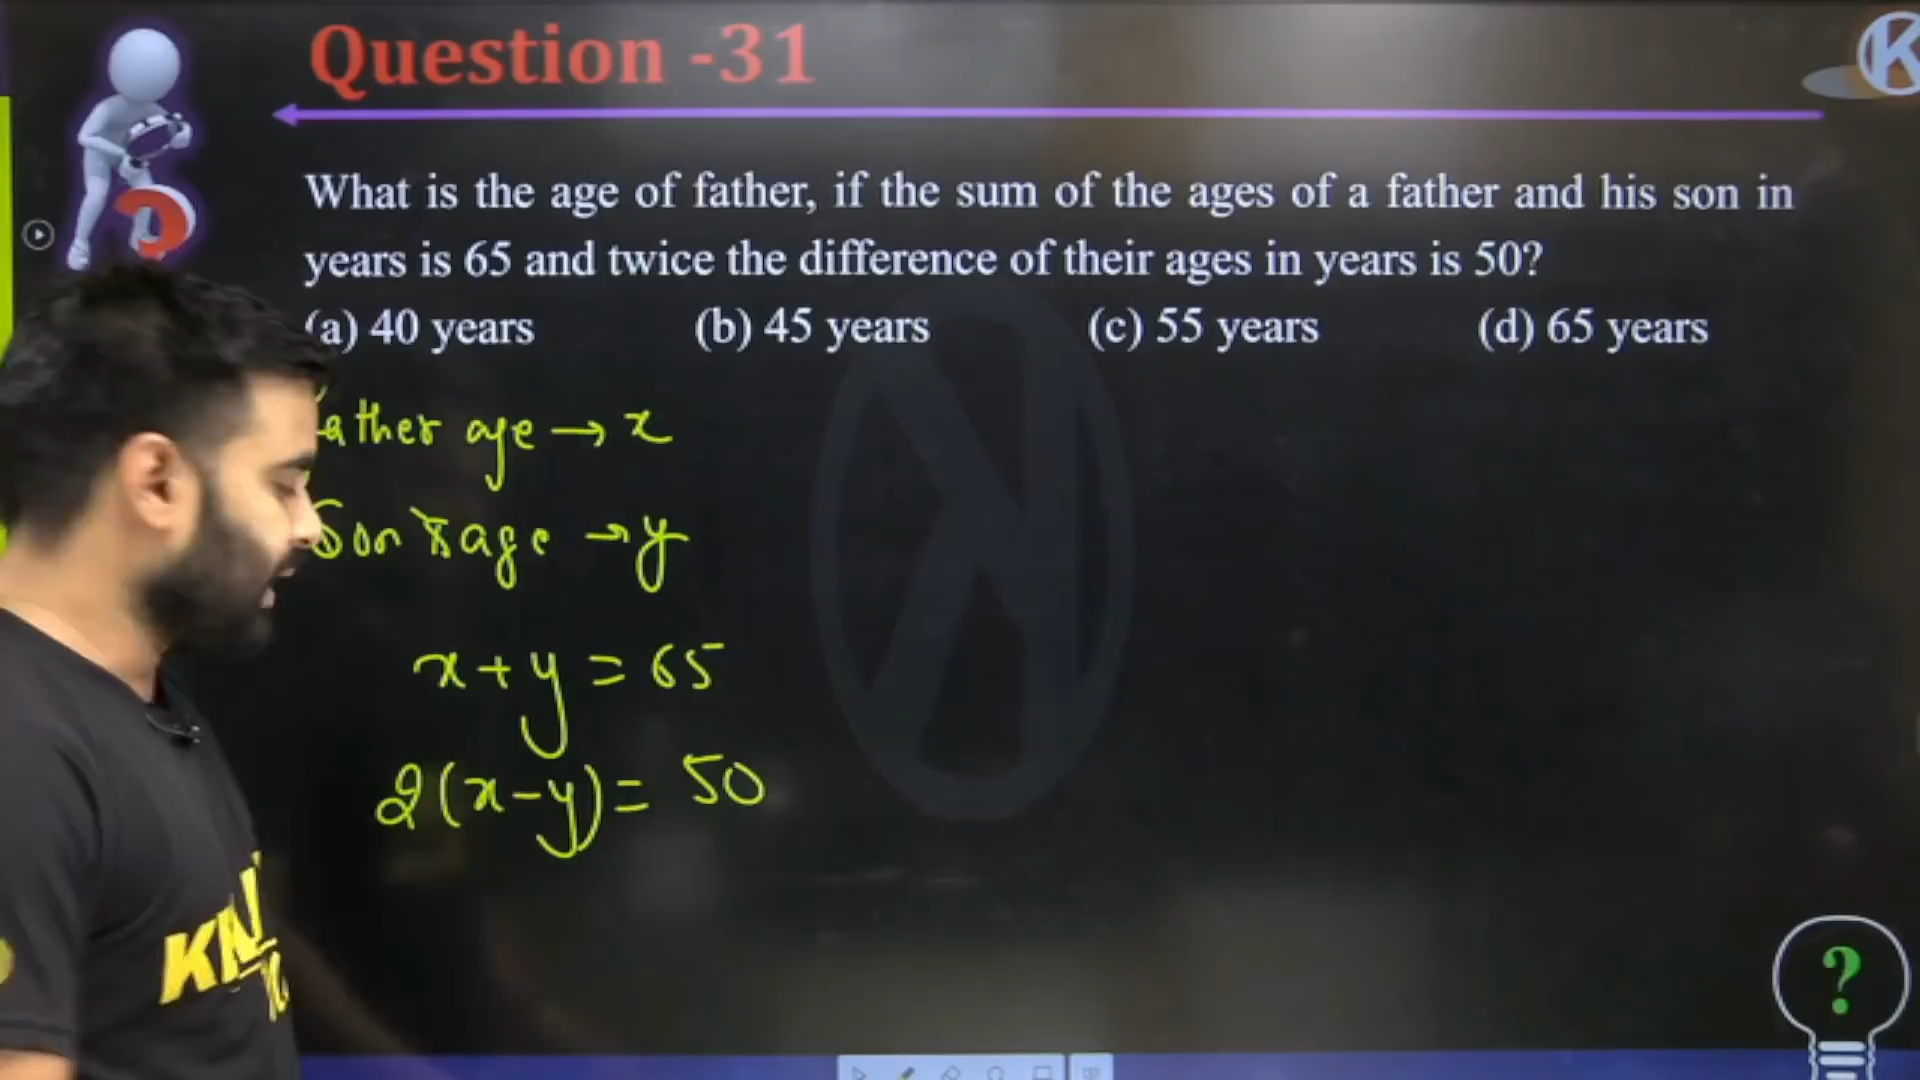 Question -31
What is the age of father, if the sum of the ages of a father and his son in
years is 65 and twice the difference of their ages in years is 50?
(a) 40 years (b) 45 years (c) 55 years (d) 65 years
ather age → x
Son age → y
x + y = 65
2(x-y) = 50
K
?